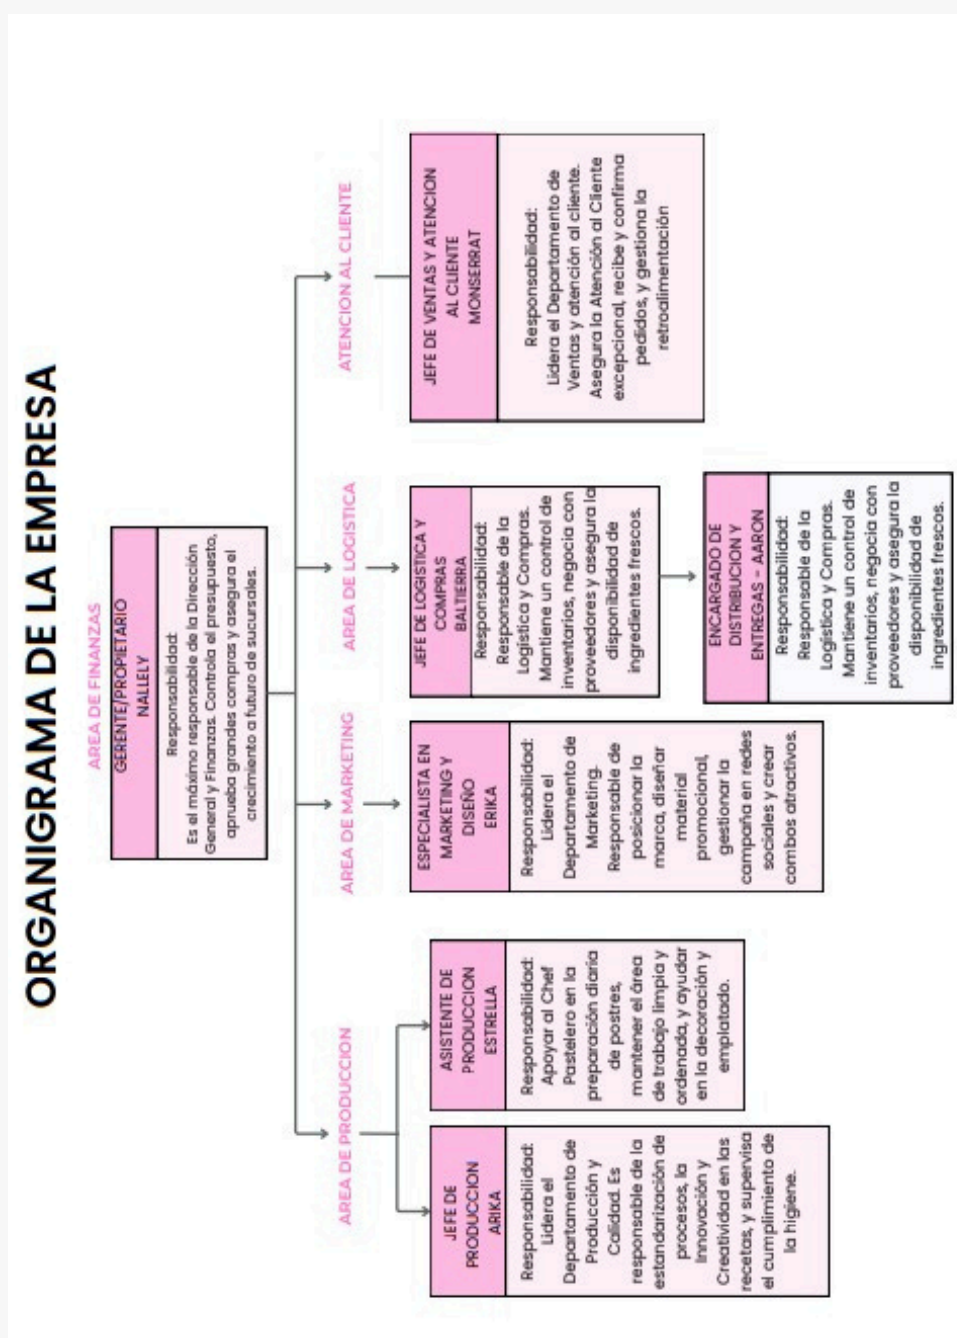 ORGANIGRAMA DE LA EMPRESA
AREA DE FINANZAS
GERENTE/PROPIETARIO
NALLELY
Responsabilidad:
Es el máximo responsable de la Dirección
General y Finanzas. Controla el presupuesto,
aprueba grandes compras y asegura el
crecimiento a futuro de sucursales.
AREA DE PRODUCCION
JEFE DE
PRODUCCION
ARIKA
Responsabilidad:
Lidera el
Departamento de
Producción y
Calidad. Es
responsable de la
estandarización de
procesos, la
Innovación y
Creatividad en las
recetas, y supervisa
el cumplimiento de
la higiene.
ASISTENTE DE
PRODUCCION
ESTRELLA
Responsabilidad:
Apoyar al Chef
Pastelero en la
preparación diaria
de postres,
mantener el área
de trabajo limpia y
ordenada, y ayudar
en la decoración y
emplatado.
AREA DE MARKETING
ESPECIALISTA EN
MARKETING Y
DISEÑO
ERIKA
Responsabilidad:
Lidera el
Departamento de
Marketing.
Responsable de
posicionar la
marca, diseñar
material
promocional,
gestionar la
campaña en redes
sociales y crear
combos atractivos.
AREA DE LOGISTICA
JEFE DE LOGISTICA Y
COMPRAS
BALTIERRA
Responsabilidad:
Responsable de la
Logística y Compras.
Mantiene un control de
inventarios, negocia con
proveedores y asegura la
disponibilidad de
ingredientes frescos.
ENCARGADO DE
DISTRIBUCION Y
ENTREGAS - AARON
Responsabilidad:
Responsable de la
Logística y Compras.
Mantiene un control de
inventarios, negocia con
proveedores y asegura la
disponibilidad de
ingredientes frescos.
ATENCION AL CLIENTE
JEFE DE VENTAS Y ATENCION
AL CLIENTE
MONSERRAT
Responsabilidad:
Lidera el Departamento de
Ventas y atención al cliente.
Asegura la Atención al Cliente
excepcional, recibe y confirma
pedidos, y gestiona la
retroalimentación